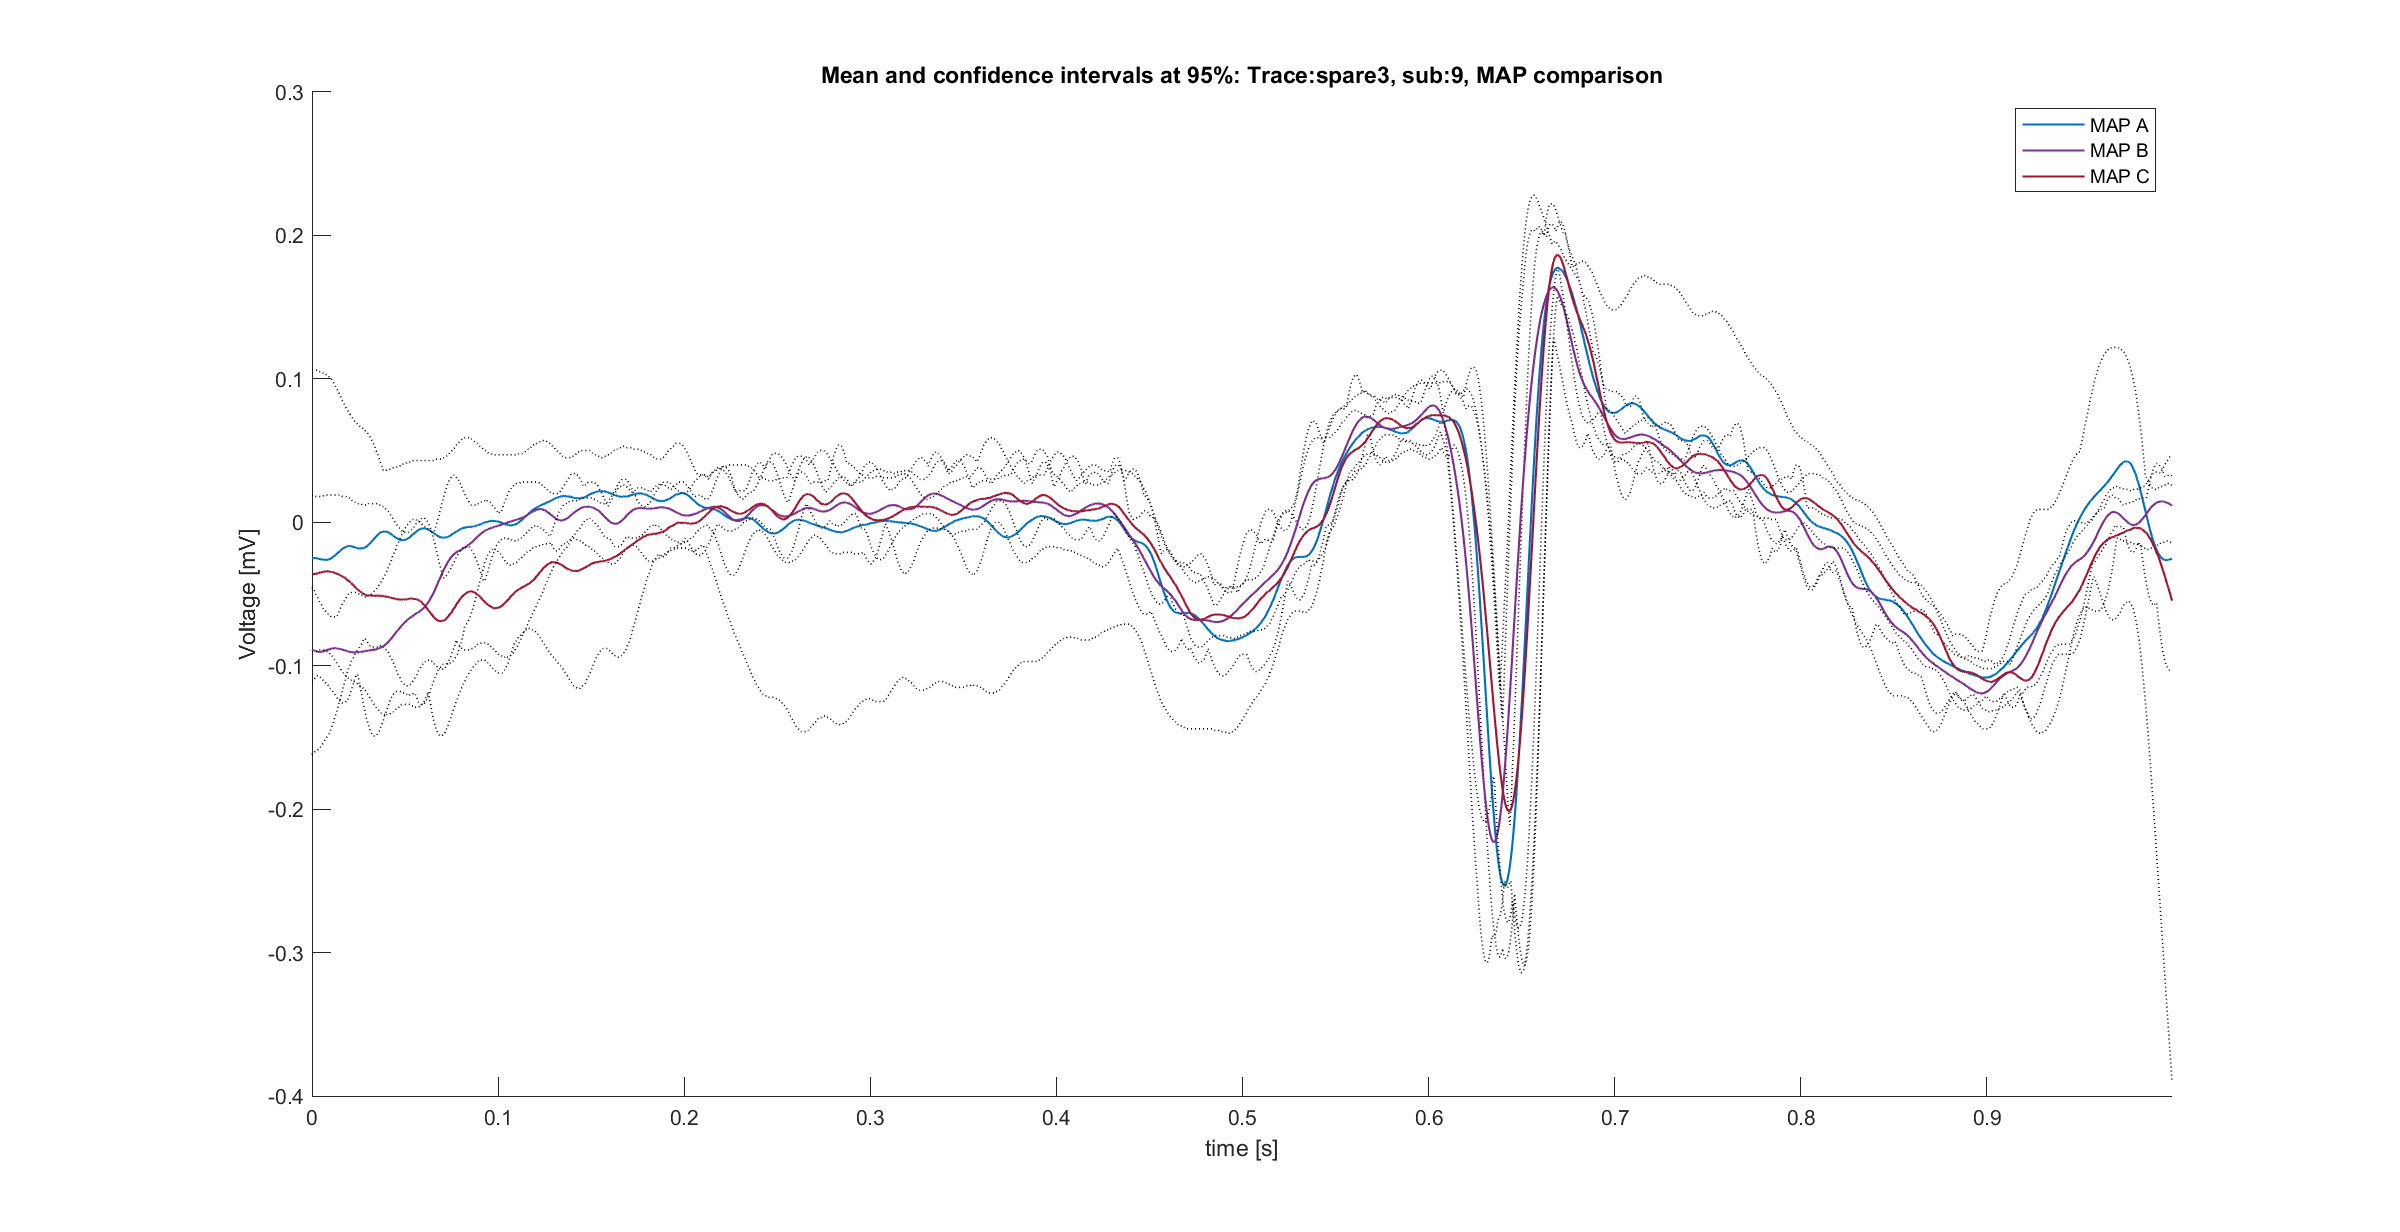 Mean and confidence intervals at 95%: Trace:spare3, sub:9, MAP comparison
0.3
0.2
0.1
0
-0.1
-0.2
-0.3
-0.4
Voltage [mV]
MAP A
MAP B
MAP C
0 0.1 0.2 0.3 0.4 0.5 0.6 0.7 0.8 0.9
time [s]